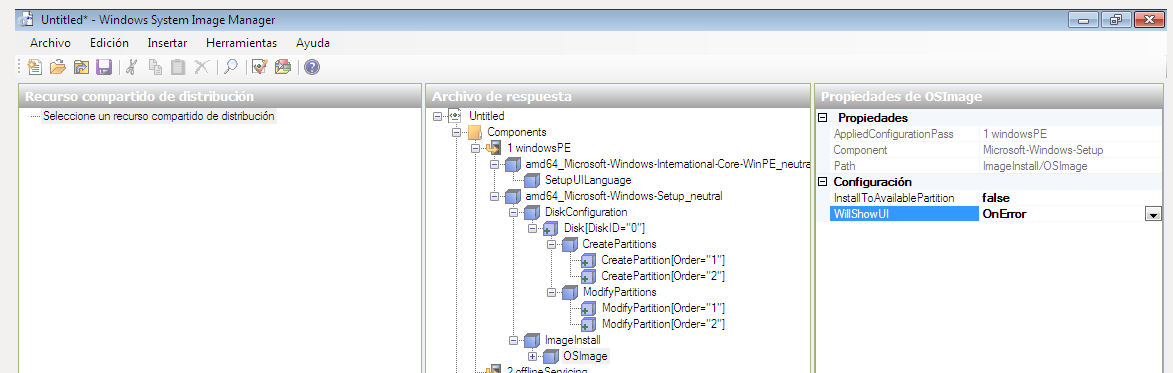 Untitled* - Windows System Image Manager
Archivo Edición Insertar Herramientas Ayuda
Recurso compartido de distribución
Seleccione un recurso compartido de distribución
Archivo de respuesta
Untitled
Components
1 windowsPE
amd64_Microsoft-Windows-International-Core-WinPE_neutra
SetupUILanguage
amd64_Microsoft-Windows-Setup_neutral
DiskConfiguration
Disk[DiskID="0"]
CreatePartitions
CreatePartition[Order="1"]
CreatePartition[Order="2"]
ModifyPartitions
ModifyPartition[Order="1"]
ModifyPartition[Order="2"]
ImageInstall
OSImage
2 offlineServicing
Propiedades de OSImage
Propiedades
AppliedConfigurationPass 1 windowsPE
Component Microsoft-Windows-Setup
Path ImageInstall/OSImage
Configuración
InstallToAvailablePartition false
WillShowUI OnError